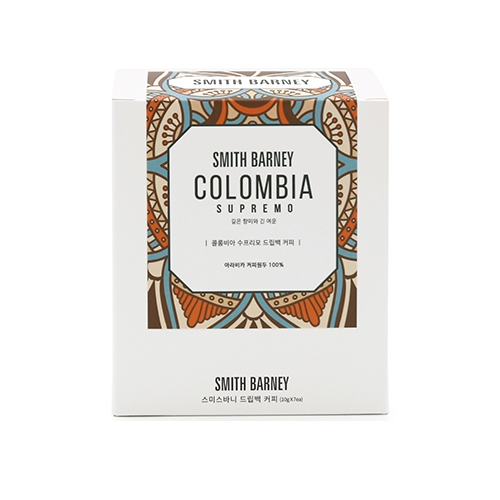 SMITH BARNEY
SMITH BARNEY
COLOMBIA
SUPREMO
깊은 향미와 긴 여운
| 콜롬비아 수프리모 드립백 커피 |
아라비카 커피원두 100%
SMITH BARNEY
스미스바니 드립백 커피 (10g X 7ea)